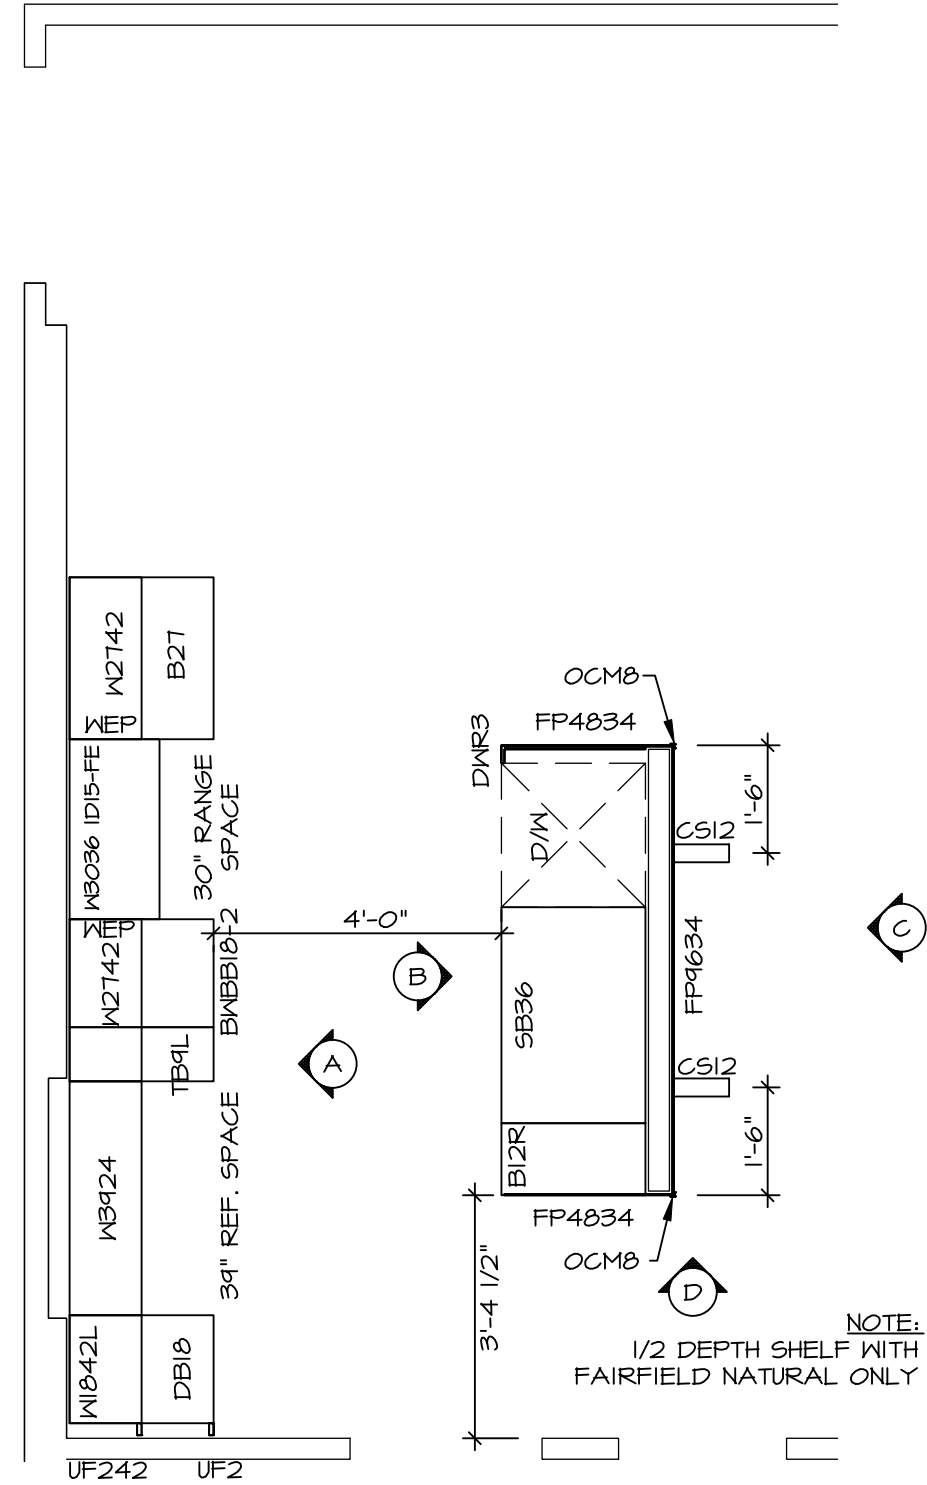 W2742
B27
WEP
W3036 1D15-FE
30" RANGE
SPACE
WEP
W2742
BWBB18-2
TB9L
W3924
39" REF. SPACE
W1842L
DB18
UF242
UF2
4'-0"
A
B
OCM8
FP4834
DWR3
D/W
SB36
B12R
CS12
FP9634
CS12
1'-6"
1'-6"
C
FP4834
OCM8
3'-4 1/2"
D
NOTE:
1/2 DEPTH SHELF WITH
FAIRFIELD NATURAL ONLY